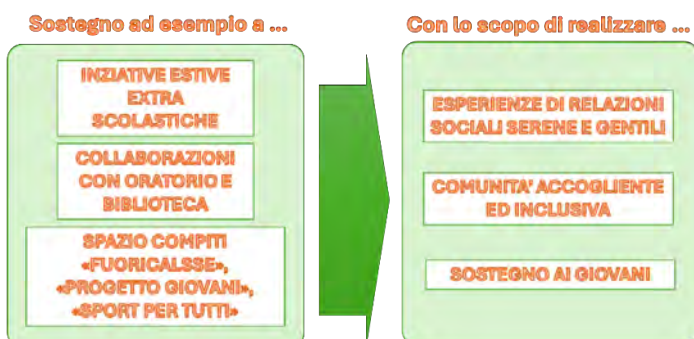 Sostegno ad esempio a ...
INZIATIVE ESTIVE
EXTRA
SCOLASTICHE
COLLABORAZIONI
CON ORATORIO E
BIBLIOTECA
SPAZIO COMPITI
«FUORICALSSE»,
«PROGETTO GIOVANI»,
«SPORT PER TUTTI»
Con lo scopo di realizzare ...
ESPERIENZE DI RELAZIONI
SOCIALI SERENE E GENTILI
COMUNITA' ACCOGLIENTE
ED INCLUSIVA
SOSTEGNO AI GIOVANI